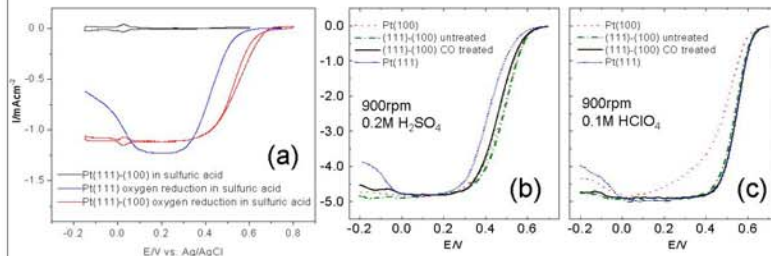 0.0
-0.5
-1.0
-1.5
I/mAcm-2
(a)
Pt(111)-(100) in sulfuric acid
Pt(111) oxygen reduction in sulfuric acid
Pt(111)-(100) oxygen reduction in sulfuric acid
-0.2 0.0 0.2 0.4 0.6 0.8
E/V vs. Ag/AgCl
0.0
-1.0
-2.0
-3.0
-4.0
-5.0
Pt(100)
(111)-(100) untreated
(111)-(100) CO treated
Pt(111)
900rpm
0.2M H2SO4
(b)
-0.2 0.0 0.2 0.4 0.6
E/V
Pt(100)
(111)-(100) untreated
(111)-(100) CO treated
Pt(111)
900rpm
0.1M HClO4
(c)
-0.2 0.0 0.2 0.4 0.6
E/V